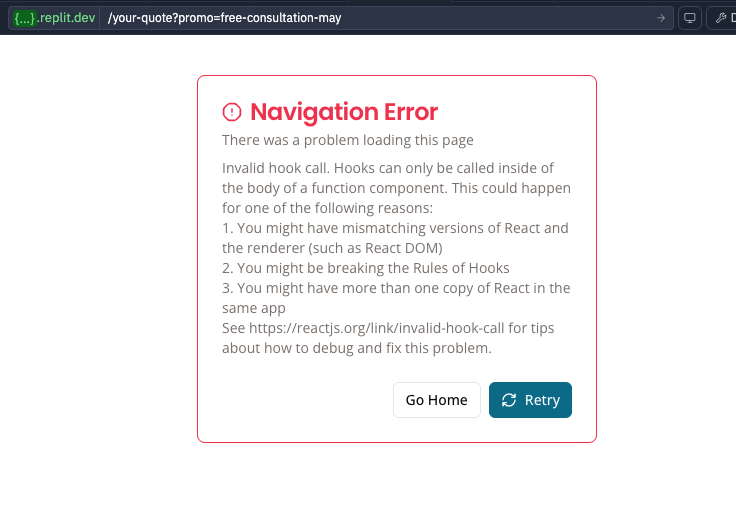 {...}.replit.dev /your-quote?promo=free-consultation-may
Navigation Error
There was a problem loading this page
Invalid hook call. Hooks can only be called inside of
the body of a function component. This could happen
for one of the following reasons:
1. You might have mismatching versions of React and
the renderer (such as React DOM)
2. You might be breaking the Rules of Hooks
3. You might have more than one copy of React in the
same app
See https://reactjs.org/link/invalid-hook-call for tips
about how to debug and fix this problem.
Go Home Retry